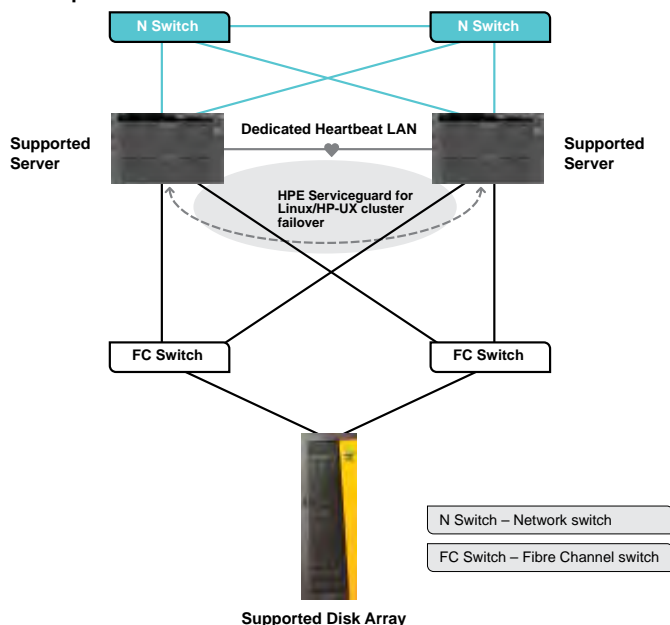 N Switch
N Switch
Supported
Server
Dedicated Heartbeat LAN
Supported
Server
HPE Serviceguard for
Linux/HP-UX cluster
failover
FC Switch
FC Switch
N Switch – Network switch
FC Switch – Fibre Channel switch
Supported Disk Array